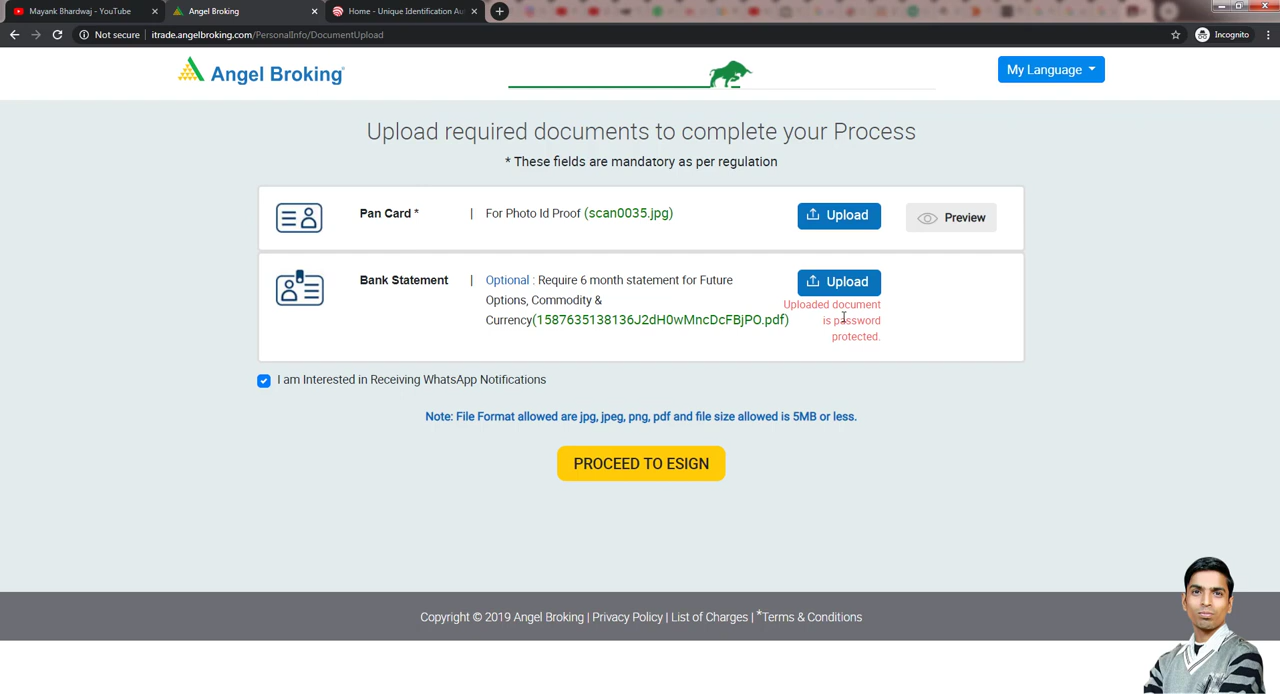 Mayank Bhardwaj - YouTube
Angel Broking
Home - Unique Identification Au
Not secure | itrade.angelbroking.com/PersonalInfo/DocumentUpload
Incognito
Angel Broking
My Language
Upload required documents to complete your Process
* These fields are mandatory as per regulation
Pan Card * | For Photo Id Proof (scan0035.jpg) Upload Preview
Bank Statement | Optional : Require 6 month statement for Future Upload
Options, Commodity &
Currency(1587635138136J2dH0wMncDcFBjPO.pdf)
Uploaded document
is password
protected.
I am Interested in Receiving WhatsApp Notifications
Note: File Format allowed are jpg, jpeg, png, pdf and file size allowed is 5MB or less.
PROCEED TO ESIGN
Copyright © 2019 Angel Broking | Privacy Policy | List of Charges | *Terms & Conditions